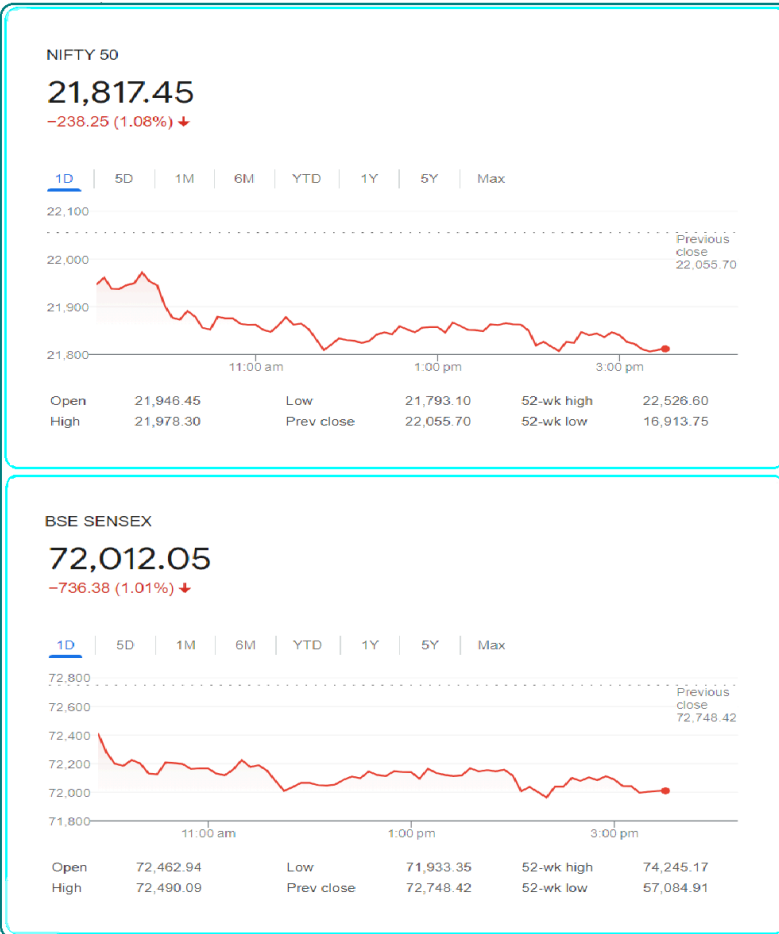 NIFTY 50
21,817.45
−238.25 (1.08%) ↓
1D 5D 1M 6M YTD 1Y 5Y Max
22,100
Previous
close
22,055.70
22,000
21,900
21,800
11:00 am 1:00 pm 3:00 pm
Open 21,946.45 Low 21,793.10 52-wk high 22,526.60
High 21,978.30 Prev close 22,055.70 52-wk low 16,913.75
BSE SENSEX
72,012.05
−736.38 (1.01%) ↓
1D 5D 1M 6M YTD 1Y 5Y Max
72,800
Previous
close
72,748.42
72,600
72,400
72,200
72,000
71,800
11:00 am 1:00 pm 3:00 pm
Open 72,462.94 Low 71,933.35 52-wk high 74,245.17
High 72,490.09 Prev close 72,748.42 52-wk low 57,084.91